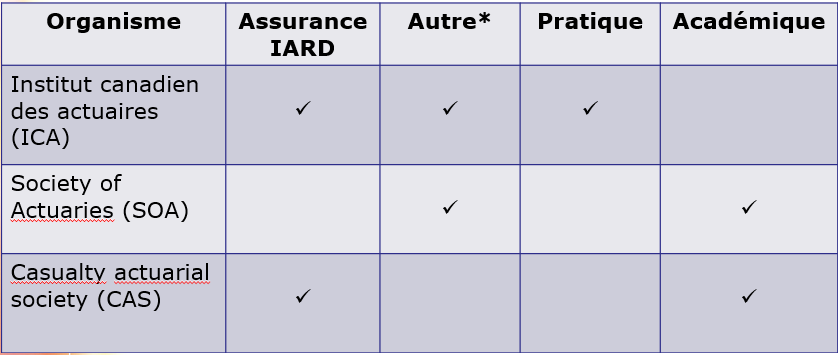 Organisme Assurance IARD Autre* Pratique Académique
Institut canadien
des actuaires
(ICA) ✓ ✓ ✓
Society of
Actuaries (SOA) ✓ ✓
Casualty actuarial
society (CAS) ✓ ✓